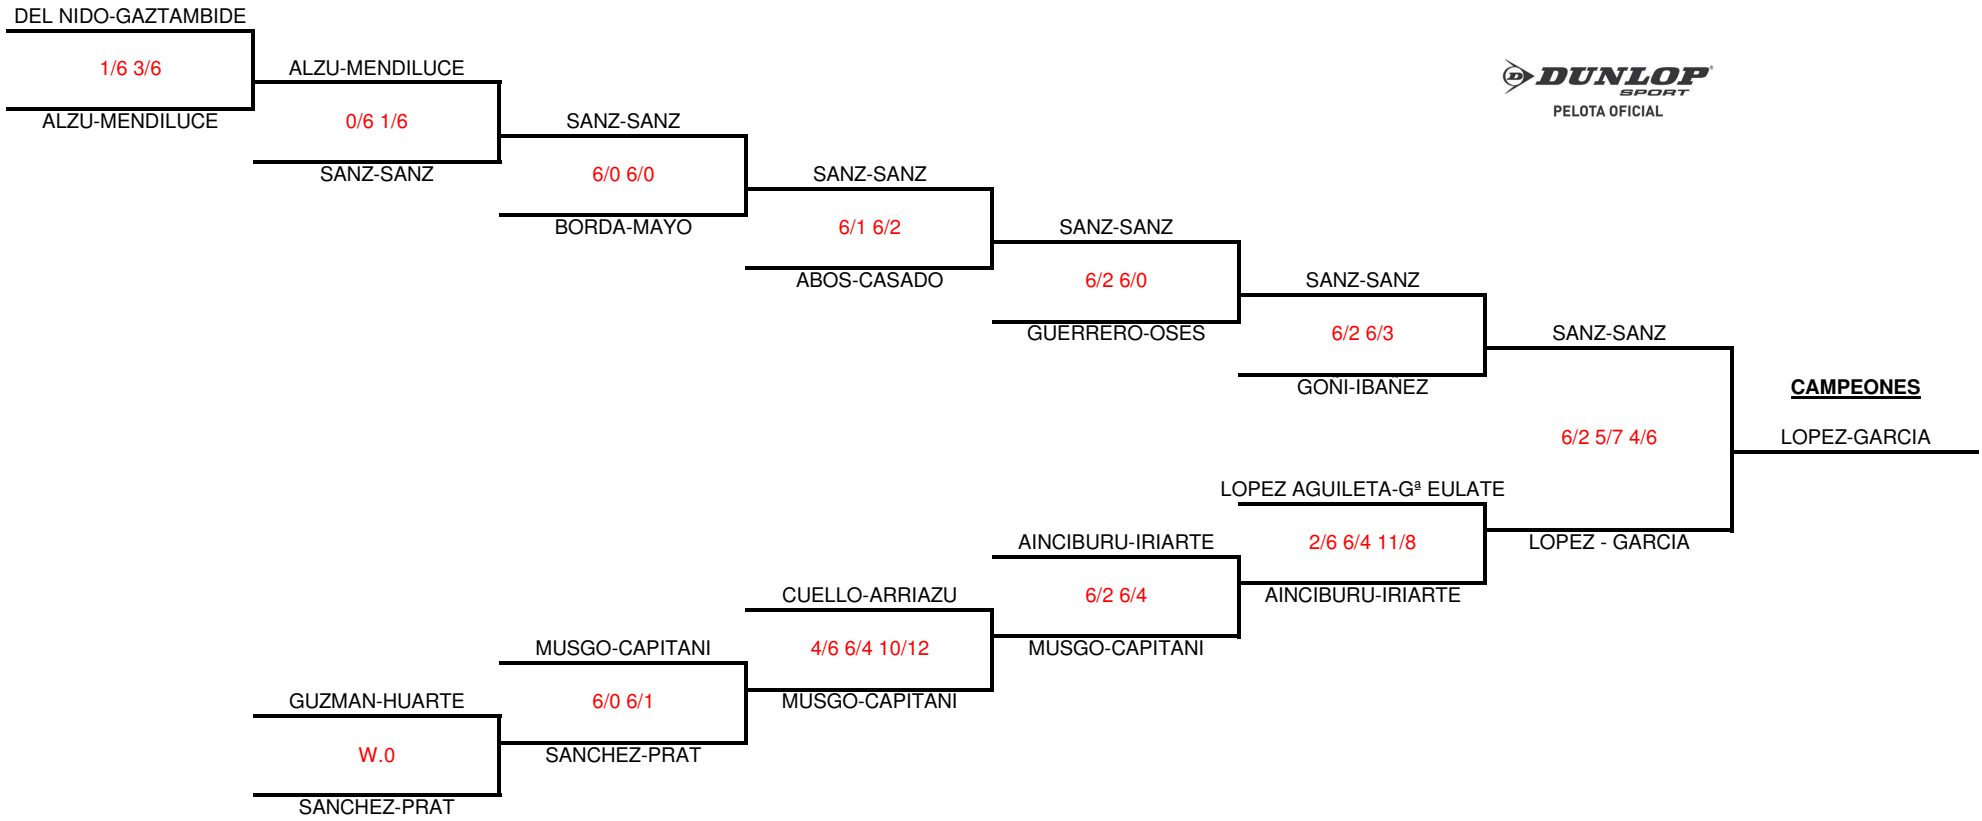 DEL NIDO-GAZTAMBIDE
1/6 3/6
ALZU-MENDILUCE
ALZU-MENDILUCE
0/6 1/6
SANZ-SANZ
SANZ-SANZ
6/0 6/0
BORDA-MAYO
SANZ-SANZ
6/1 6/2
ABOS-CASADO
SANZ-SANZ
6/2 6/0
GUERRERO-OSES
SANZ-SANZ
6/2 6/3
GOÑI-IBAÑEZ
SANZ-SANZ
6/2 5/7 4/6
LOPEZ - GARCIA
CAMPEONES
LOPEZ-GARCIA
DUNLOP
SPORT
PELOTA OFICIAL
LOPEZ AGUILETA-Gª EULATE
2/6 6/4 11/8
AINCIBURU-IRIARTE
AINCIBURU-IRIARTE
6/2 6/4
MUSGO-CAPITANI
CUELLO-ARRIAZU
4/6 6/4 10/12
MUSGO-CAPITANI
MUSGO-CAPITANI
6/0 6/1
SANCHEZ-PRAT
GUZMAN-HUARTE
W.0
SANCHEZ-PRAT